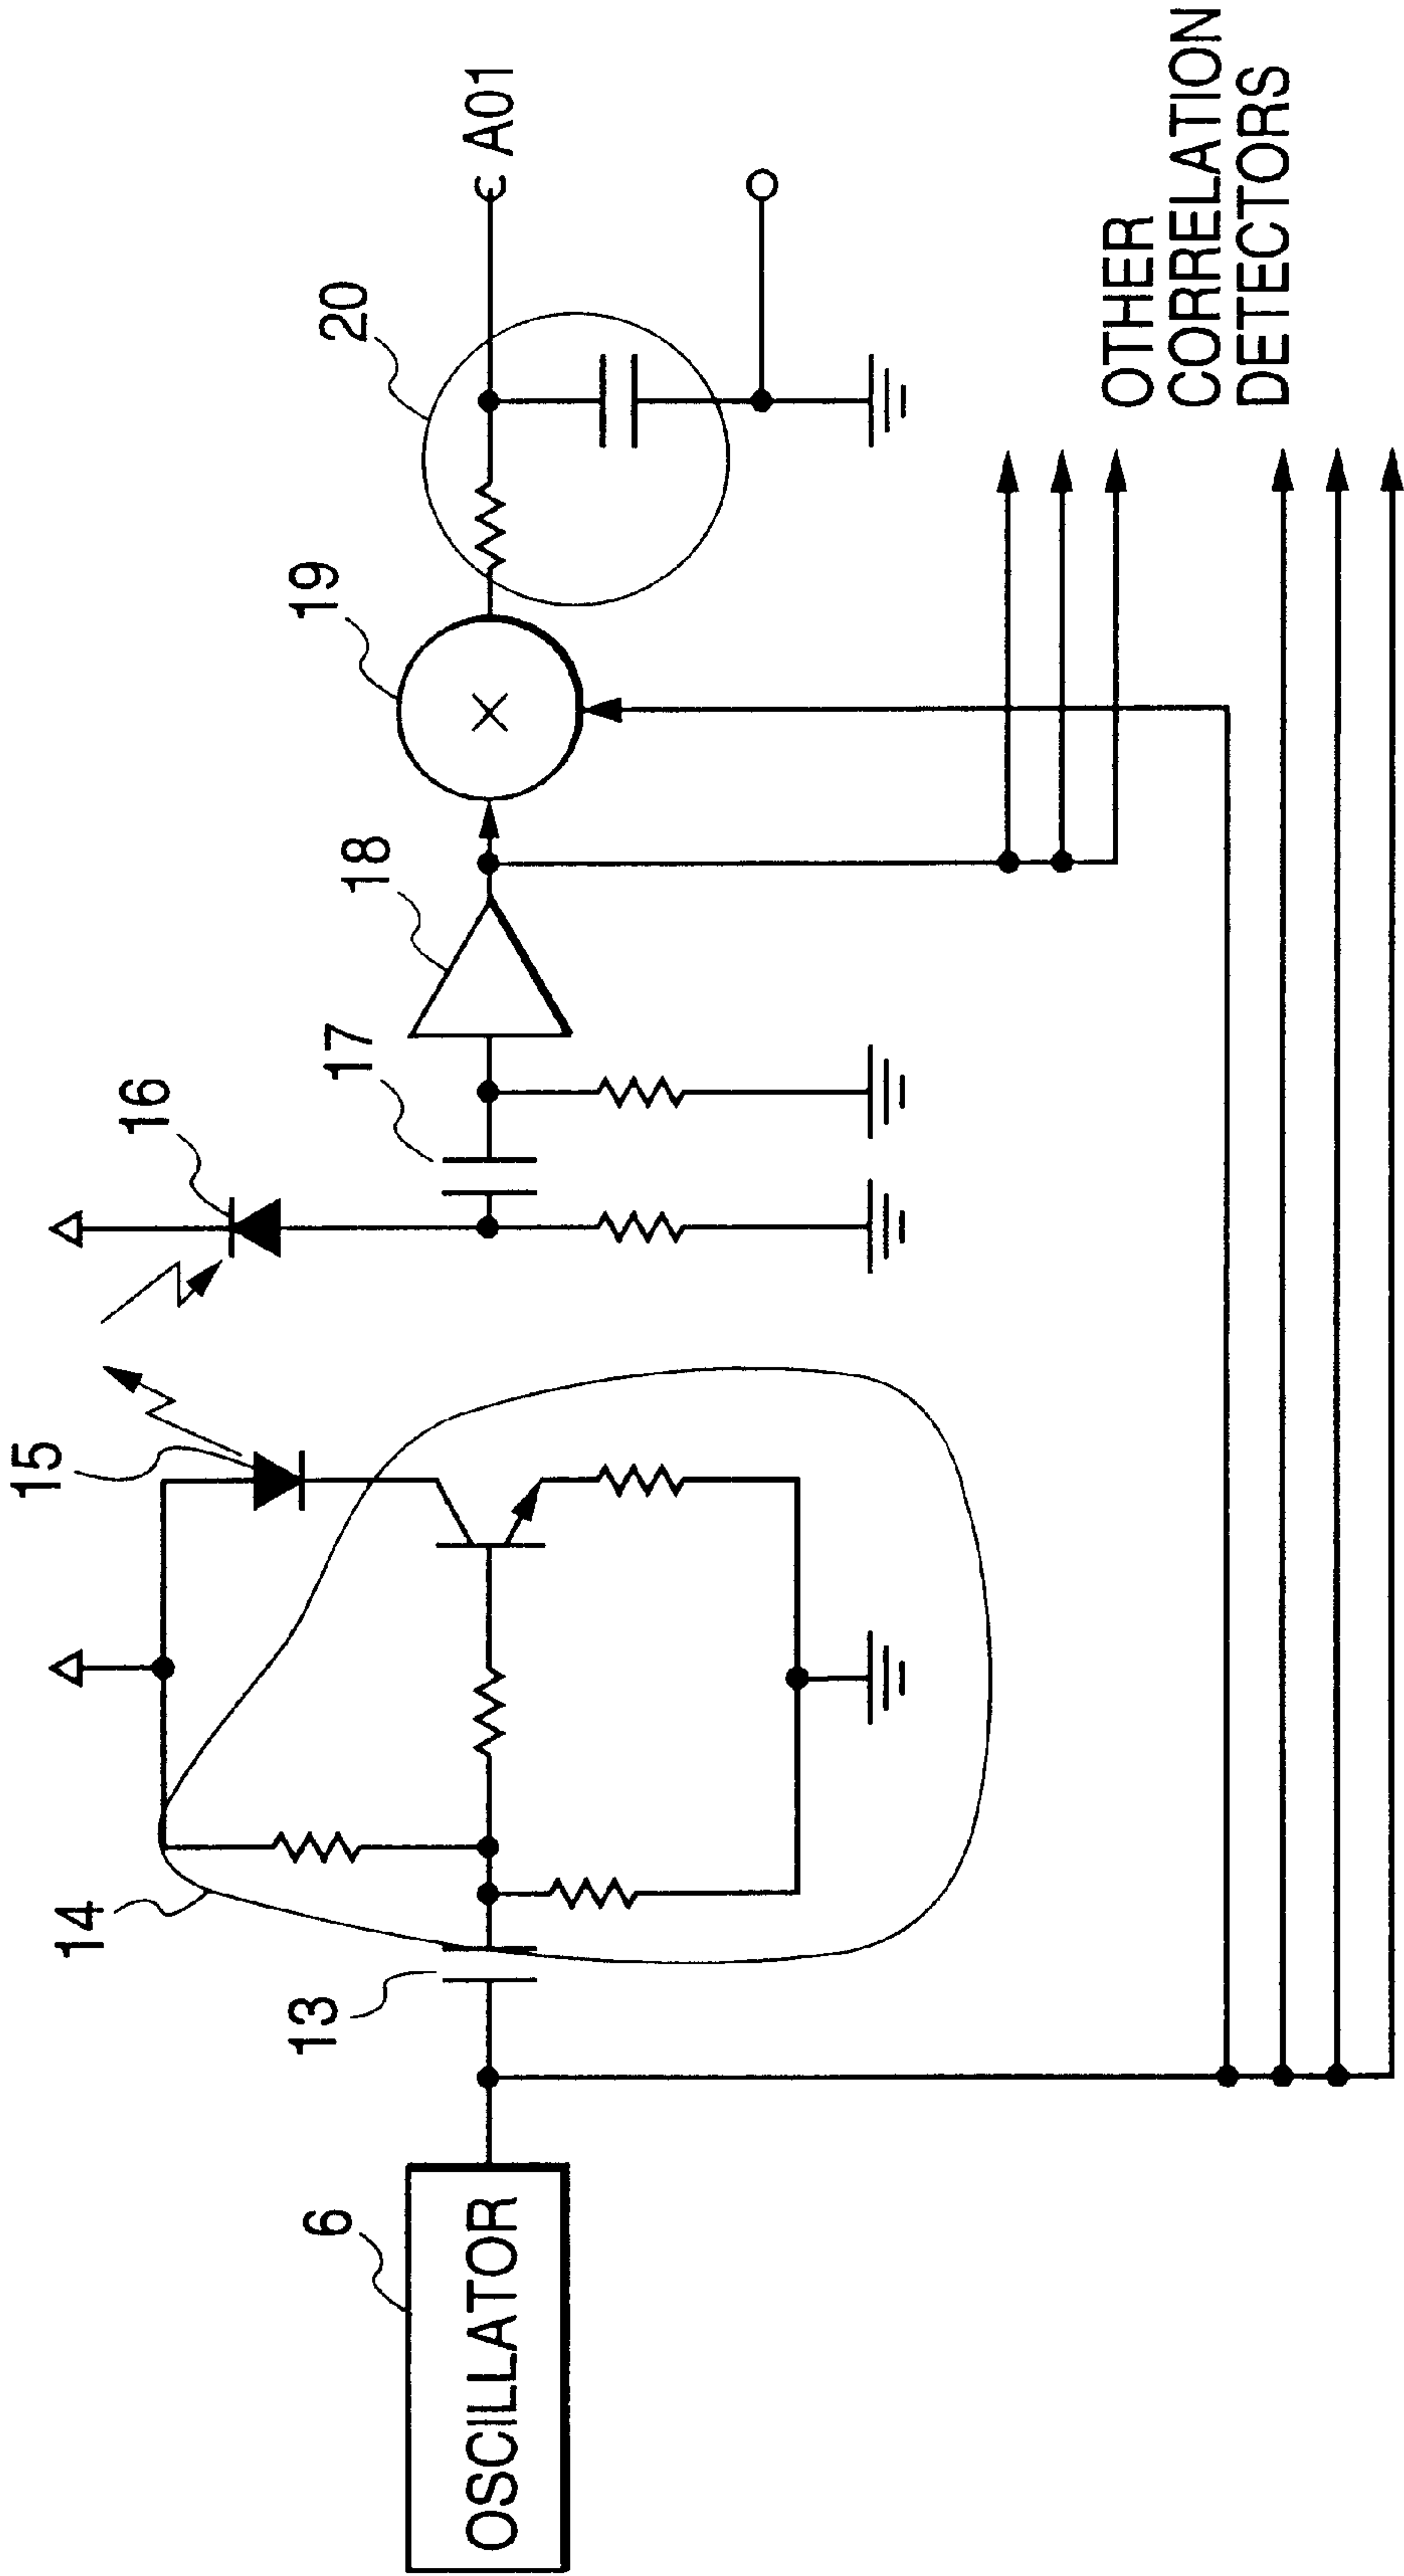 6
OSCILLATOR
13
14
15
16
17
18
19
20
ε A01
OTHER
CORRELATION
DETECTORS